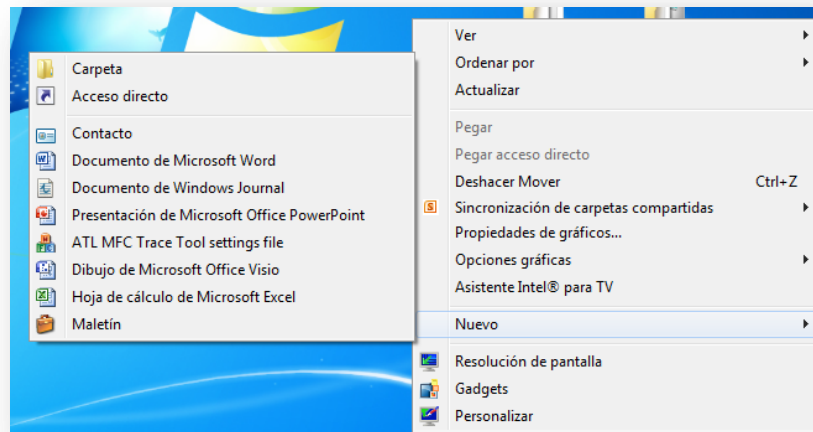 Ver
Ordenar por
Actualizar
Pegar
Pegar acceso directo
Deshacer Mover Ctrl+Z
Sincronización de carpetas compartidas
Propiedades de gráficos...
Opciones gráficas
Asistente Intel® para TV
Nuevo
Resolución de pantalla
Gadgets
Personalizar
Carpeta
Acceso directo
Contacto
Documento de Microsoft Word
Documento de Windows Journal
Presentación de Microsoft Office PowerPoint
ATL MFC Trace Tool settings file
Dibujo de Microsoft Office Visio
Hoja de cálculo de Microsoft Excel
Maletín